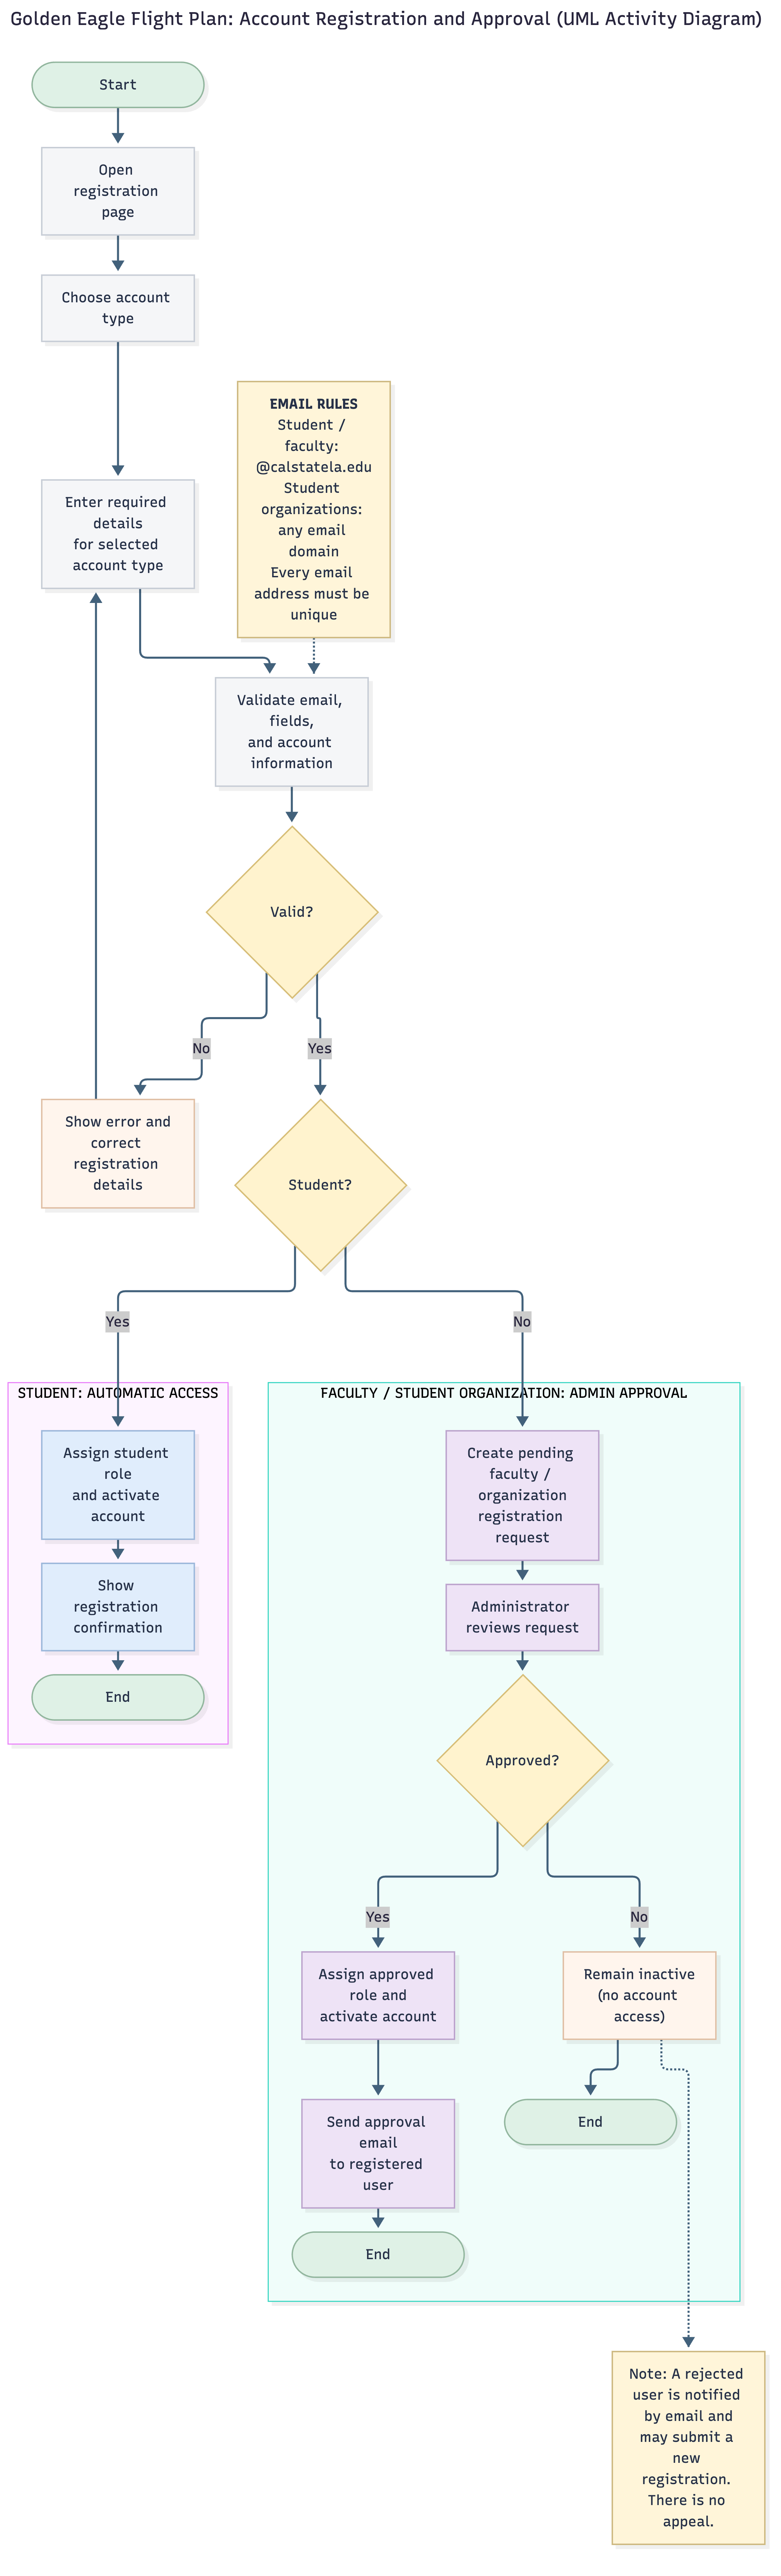 Golden Eagle Flight Plan: Account Registration and Approval (UML Activity Diagram)
Start
Open
registration
page
Choose account
type
EMAIL RULES
Student /
faculty:
@calstatela.edu
Student
organizations:
any email
domain
Every email
address must be
unique
Enter required
details
for selected
account type
Validate email,
fields,
and account
information
Valid?
No
Yes
Show error and
correct
registration
details
Student?
Yes
No
STUDENT: AUTOMATIC ACCESS
Assign student
role
and activate
account
Show
registration
confirmation
End
FACULTY / STUDENT ORGANIZATION: ADMIN APPROVAL
Create pending
faculty /
organization
registration
request
Administrator
reviews request
Approved?
Yes
No
Assign approved
role and
activate account
Remain inactive
(no account
access)
Send approval
email
to registered
user
End
End
Note: A rejected
user is notified
by email and
may submit a
new
registration.
There is no
appeal.